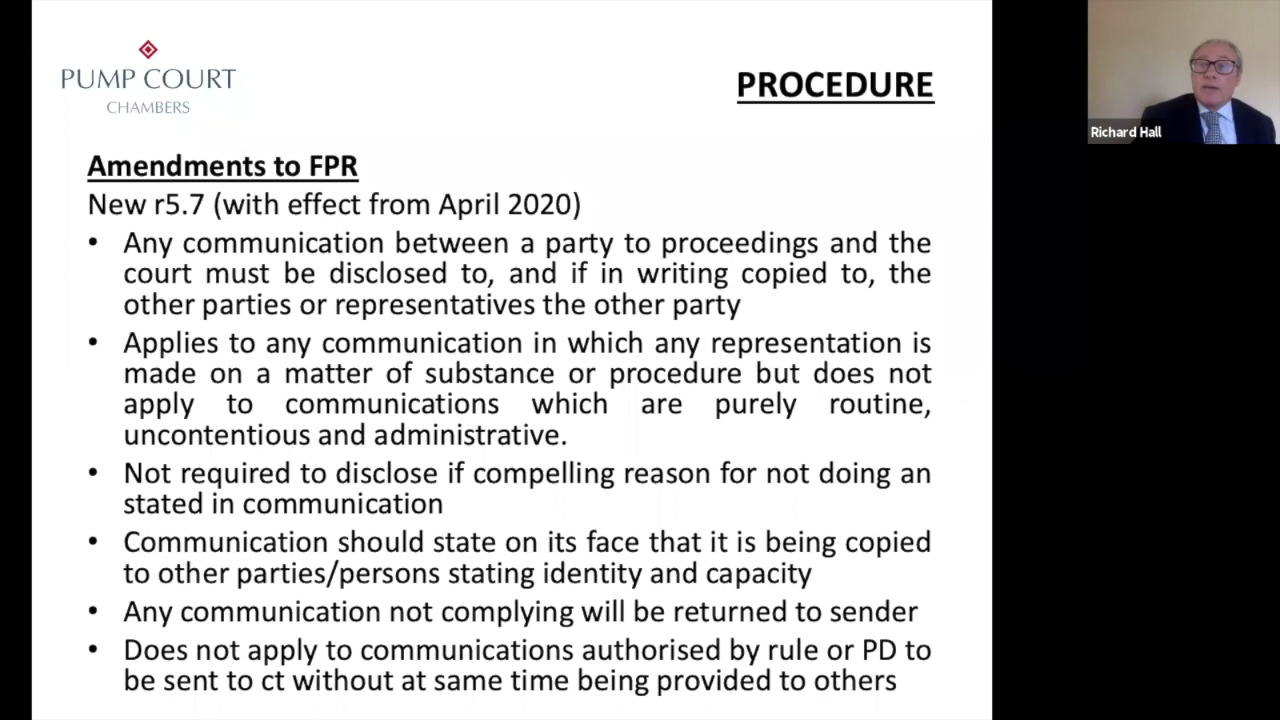 PUMP COURT
CHAMBERS
PROCEDURE
Richard Hall
Amendments to FPR
New r5.7 (with effect from April 2020)
• Any communication between a party to proceedings and the
court must be disclosed to, and if in writing copied to, the
other parties or representatives the other party
• Applies to any communication in which any representation is
made on a matter of substance or procedure but does not
apply to communications which are purely routine,
uncontentious and administrative.
• Not required to disclose if compelling reason for not doing an
stated in communication
• Communication should state on its face that it is being copied
to other parties/persons stating identity and capacity
• Any communication not complying will be returned to sender
• Does not apply to communications authorised by rule or PD to
be sent to ct without at same time being provided to others